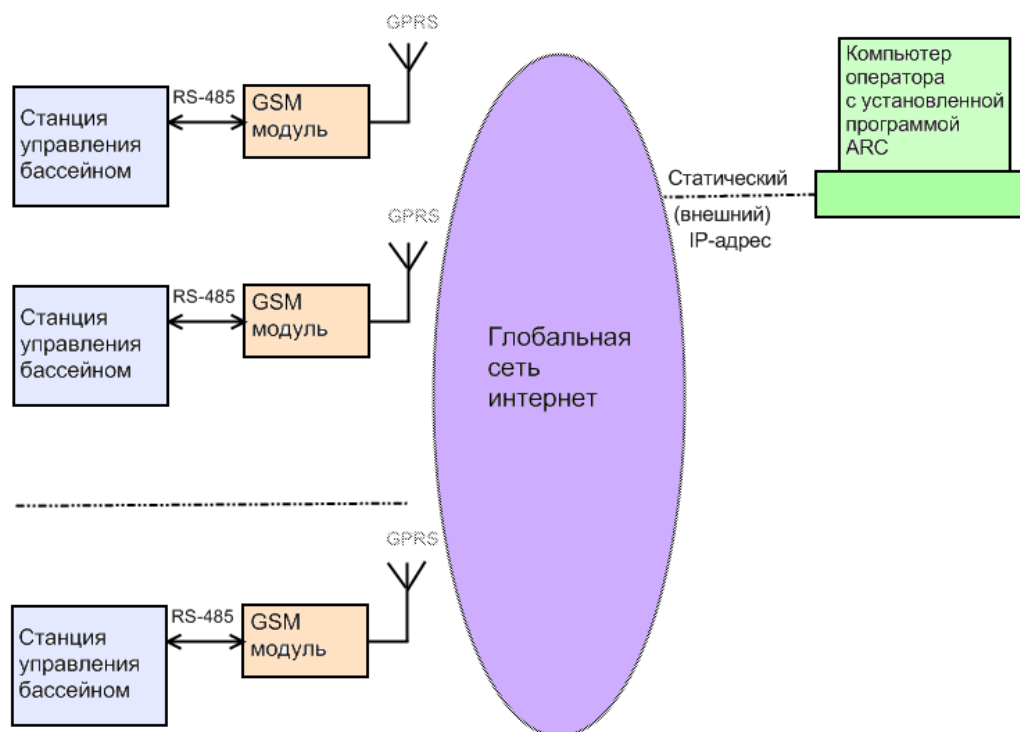 GPRS
Станция
управления
бассейном
RS-485
GSM
модуль
GPRS
Станция
управления
бассейном
RS-485
GSM
модуль
GPRS
Станция
управления
бассейном
RS-485
GSM
модуль
Глобальная
сеть
интернет
Статический
(внешний)
IP-адрес
Компьютер
оператора
с установленной
программой
ARC